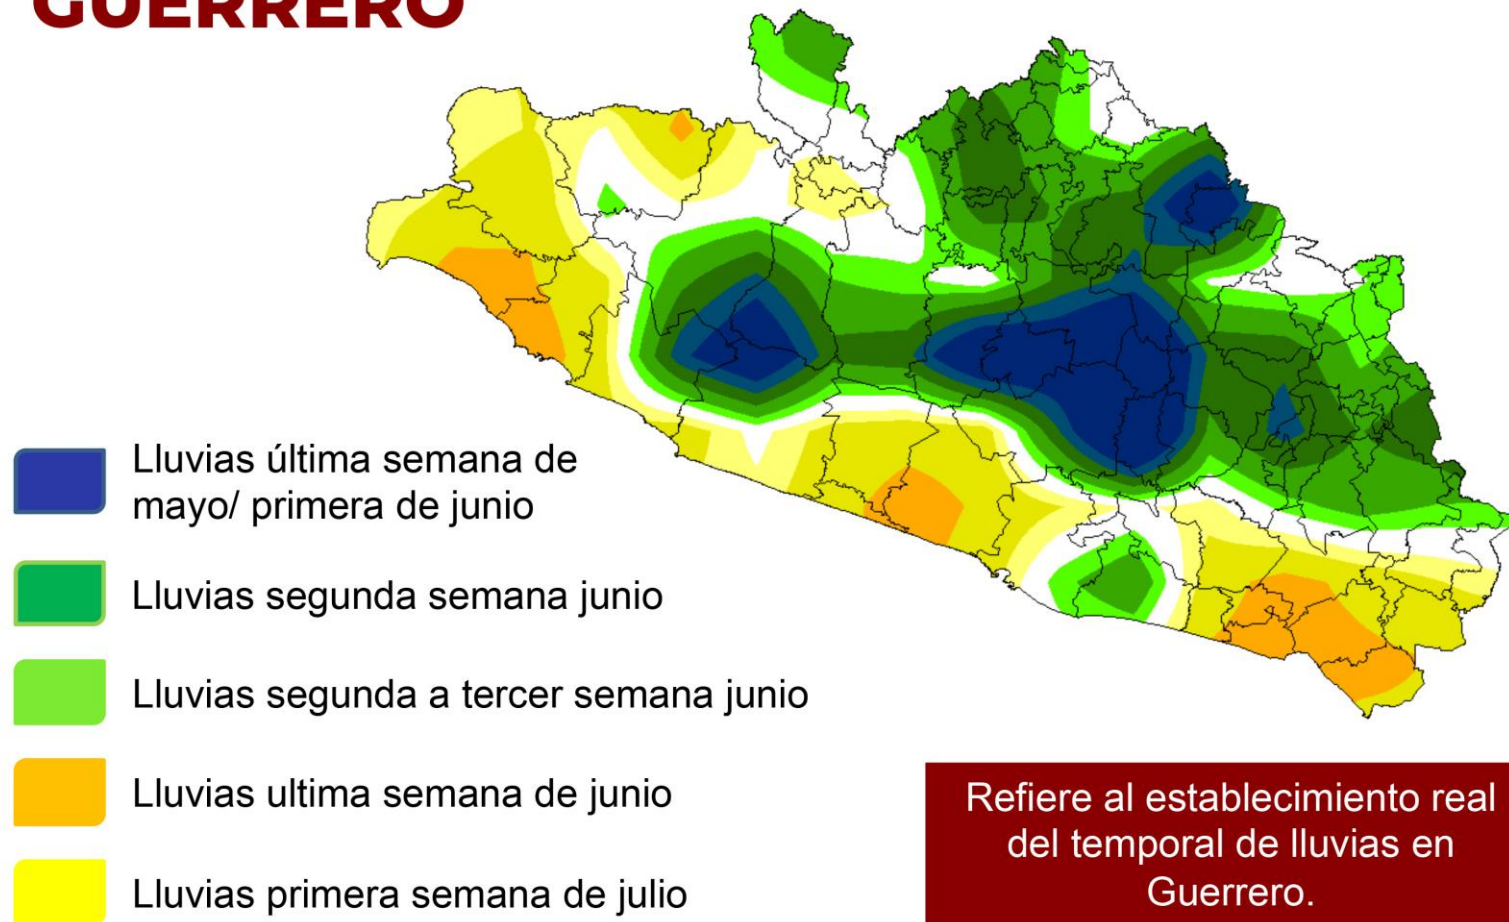 GUERRERO
Lluvias última semana de
mayo/ primera de junio
Lluvias segunda semana junio
Lluvias segunda a tercer semana junio
Lluvias ultima semana de junio
Lluvias primera semana de julio
Refiere al establecimiento real
del temporal de lluvias en
Guerrero.